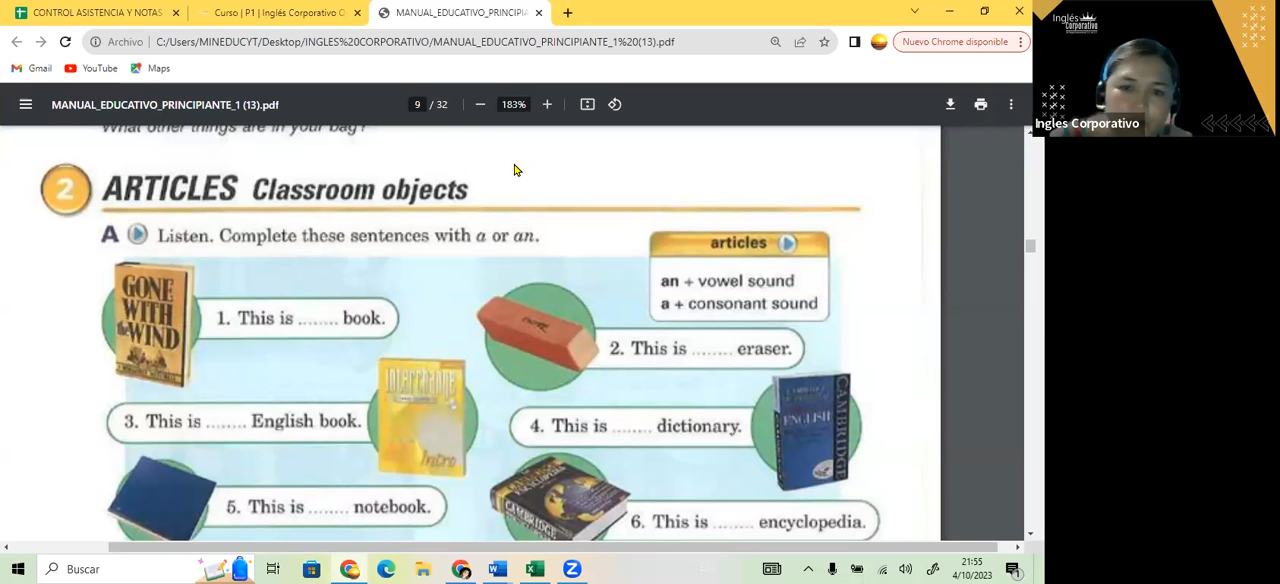 CONTROL ASISTENCIA Y NOTAS
Curso | P1 | Inglés Corporativo O
MANUAL_EDUCATIVO_PRINCIPIA
Archivo
C:/Users/MINEDUCYT/Desktop/INGLES%20CORPORATIVO/MANUAL_EDUCATIVO_PRINCIPIANTE_1%20(13).pdf
Nuevo Chrome disponible
Gmail
YouTube
Maps
MANUAL_EDUCATIVO_PRINCIPIANTE_1 (13).pdf
9 / 32
183%
Inglés
Corporativo
Ingles Corporativo
What other things are in your bag?
2 ARTICLES Classroom objects
A Listen. Complete these sentences with a or an.
articles
an + vowel sound
a + consonant sound
GONE
WITH
the WIND
1. This is ........ book.
2. This is ........ eraser.
interchange
Intro
3. This is ........ English book.
4. This is ........ dictionary.
ENGLISH
CAMBRIDGE
5. This is ........ notebook.
CAMBRIDGE
6. This is ........ encyclopedia.
Buscar
21:55
4/10/2023